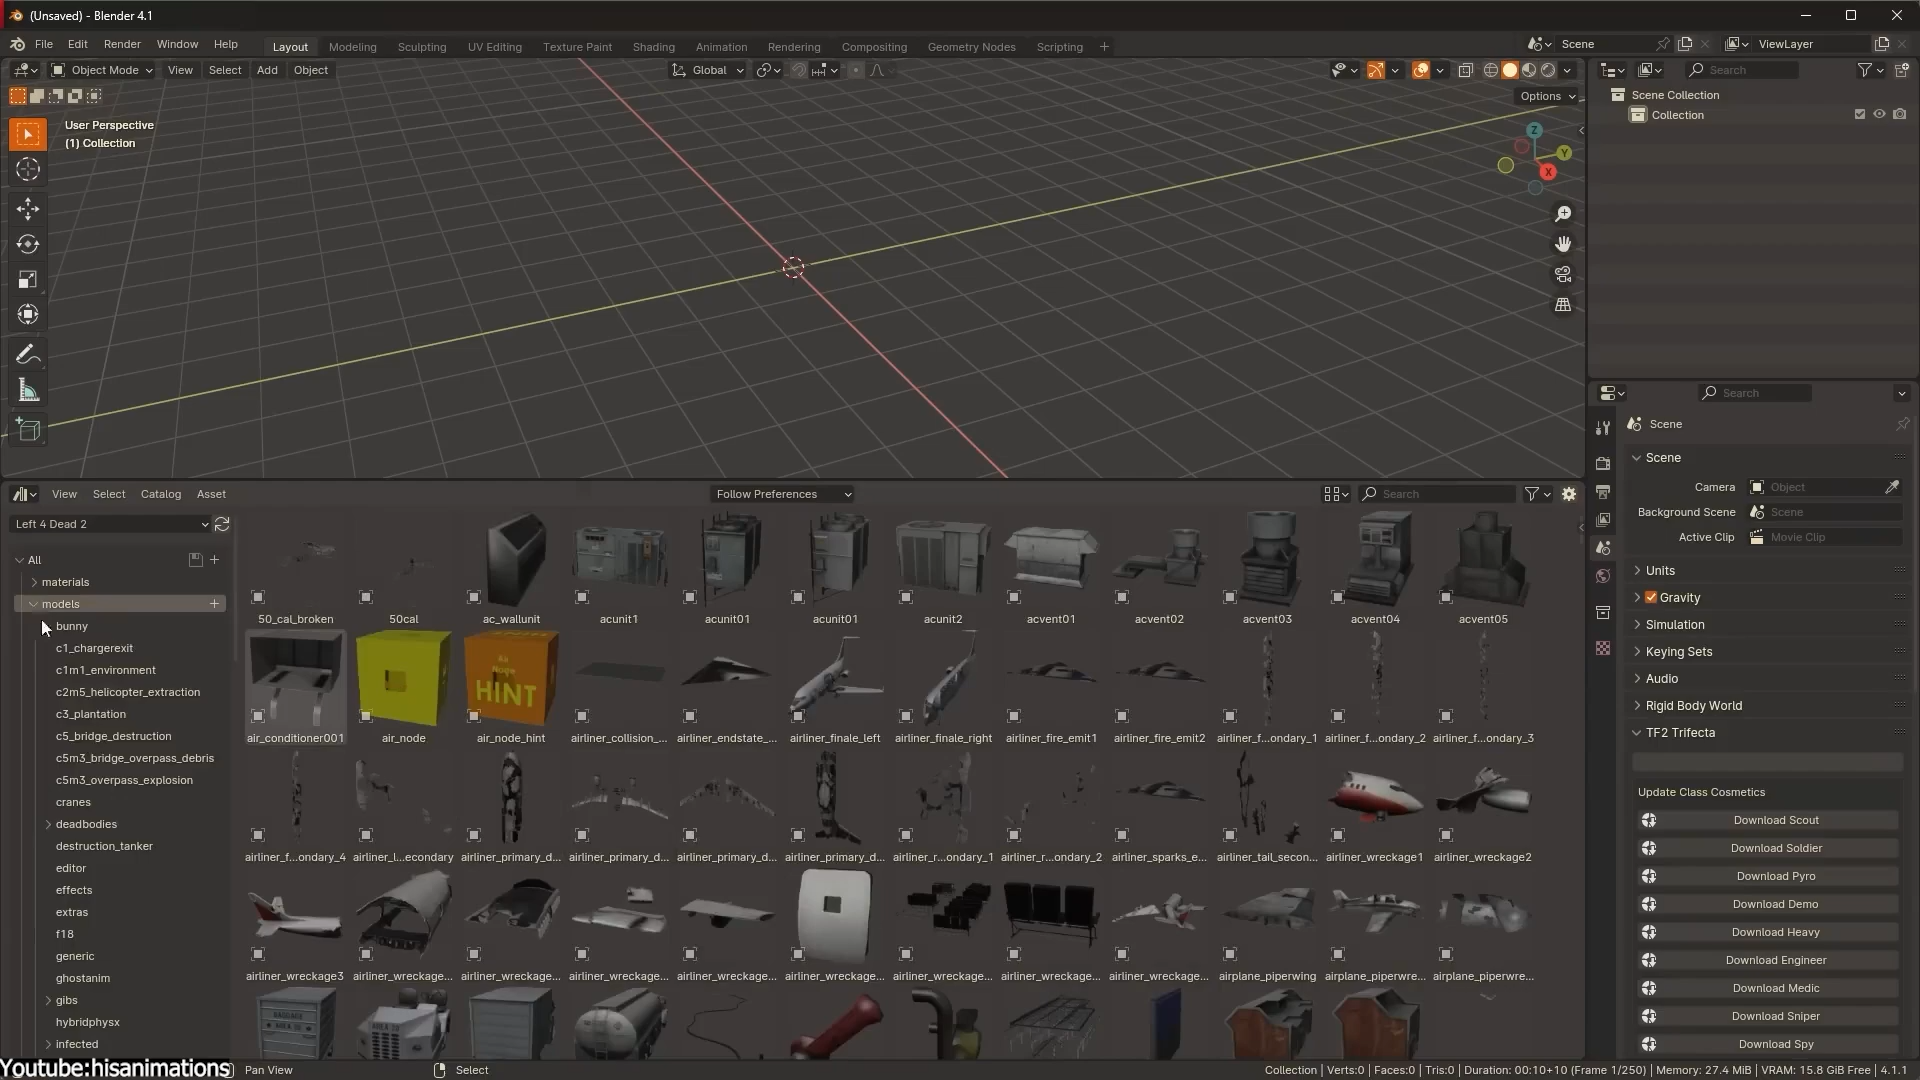 (Unsaved) - Blender 4.1
File Edit Render Window Help
Layout Modeling Sculpting UV Editing Texture Paint Shading Animation Rendering Compositing Geometry Nodes Scripting +
Scene
ViewLayer
Object Mode View Select Add Object
Global
Search
Options
User Perspective
(1) Collection
Z
Y
X
Scene Collection
Collection
View Select Catalog Asset
Follow Preferences
Search
Left 4 Dead 2
All
materials
models
bunny
c1_chargerexit
c1m1_environment
c2m5_helicopter_extraction
c3_plantation
c5_bridge_destruction
c5m3_bridge_overpass_debris
c5m3_overpass_explosion
cranes
deadbodies
destruction_tanker
editor
effects
extras
f18
generic
ghostanim
gibs
hybridphysx
infected
50_cal_broken 50cal ac_wallunit acunit1 acunit01 acunit01 acunit2 acvent01 acvent02 acvent03 acvent04 acvent05
HINT
air_conditioner001 air_node air_node_hint airliner_collision_... airliner_endstate_... airliner_finale_left airliner_finale_right airliner_fire_emit1 airliner_fire_emit2 airliner_f...ondary_1 airliner_f...ondary_2 airliner_f...ondary_3
airliner_f...ondary_4 airliner_l...econdary airliner_primary_d... airliner_primary_d... airliner_primary_d... airliner_primary_d... airliner_r...ondary_1 airliner_r...ondary_2 airliner_sparks_e... airliner_tail_secon... airliner_wreckage1 airliner_wreckage2
airliner_wreckage3 airliner_wreckage... airliner_wreckage... airliner_wreckage... airliner_wreckage... airliner_wreckage... airliner_wreckage... airliner_wreckage... airliner_wreckage... airplane_piperwing airplane_piperwre... airplane_piperwre...
Search
Scene
Scene
Camera Object
Background Scene Scene
Active Clip Movie Clip
Units
Gravity
Simulation
Keying Sets
Audio
Rigid Body World
TF2 Trifecta
Update Class Cosmetics
Download Scout
Download Soldier
Download Pyro
Download Demo
Download Heavy
Download Engineer
Download Medic
Download Sniper
Download Spy
Youtube:hisanimations
Pan View
Select
Collection | Verts:0 | Faces:0 | Tris:0 | Duration: 00:10+10 (Frame 1/250) | Memory: 27.4 MiB | VRAM: 15.8 GiB Free | 4.1.1